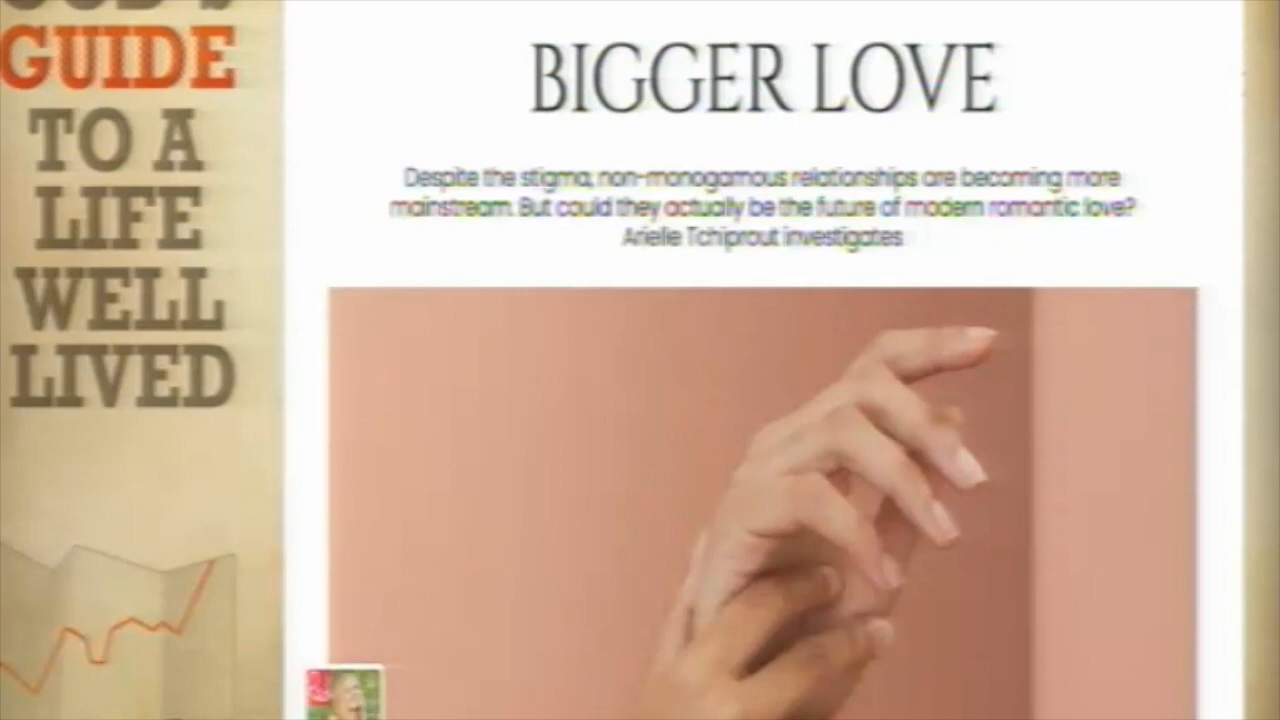 GUIDE
TO A
LIFE
WELL
LIVED
BIGGER LOVE
Despite the stigma, non-monogamous relationships are becoming more
mainstream. But could they actually be the future of modern romantic love?
Arielle Tchiprout investigates